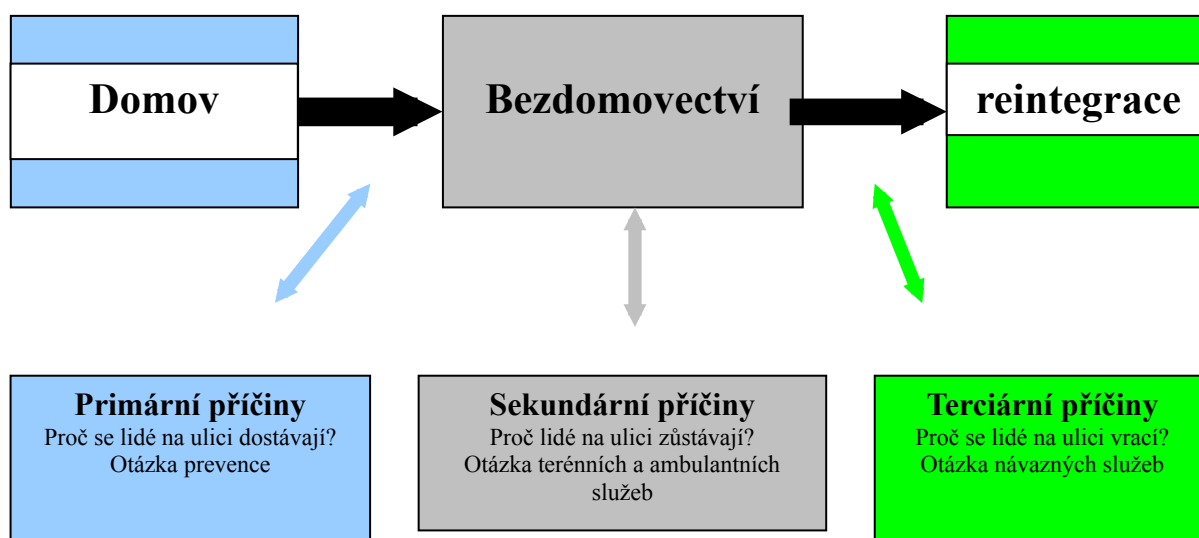 Domov
Bezdomovectví
reintegrace
Primární příčiny
Proč se lidé na ulici dostávají?
Otázka prevence
Sekundární příčiny
Proč lidé na ulici zůstávají?
Otázka terénních a ambulantních
služeb
Terciární příčiny
Proč se lidé na ulici vrací?
Otázka návazných služeb